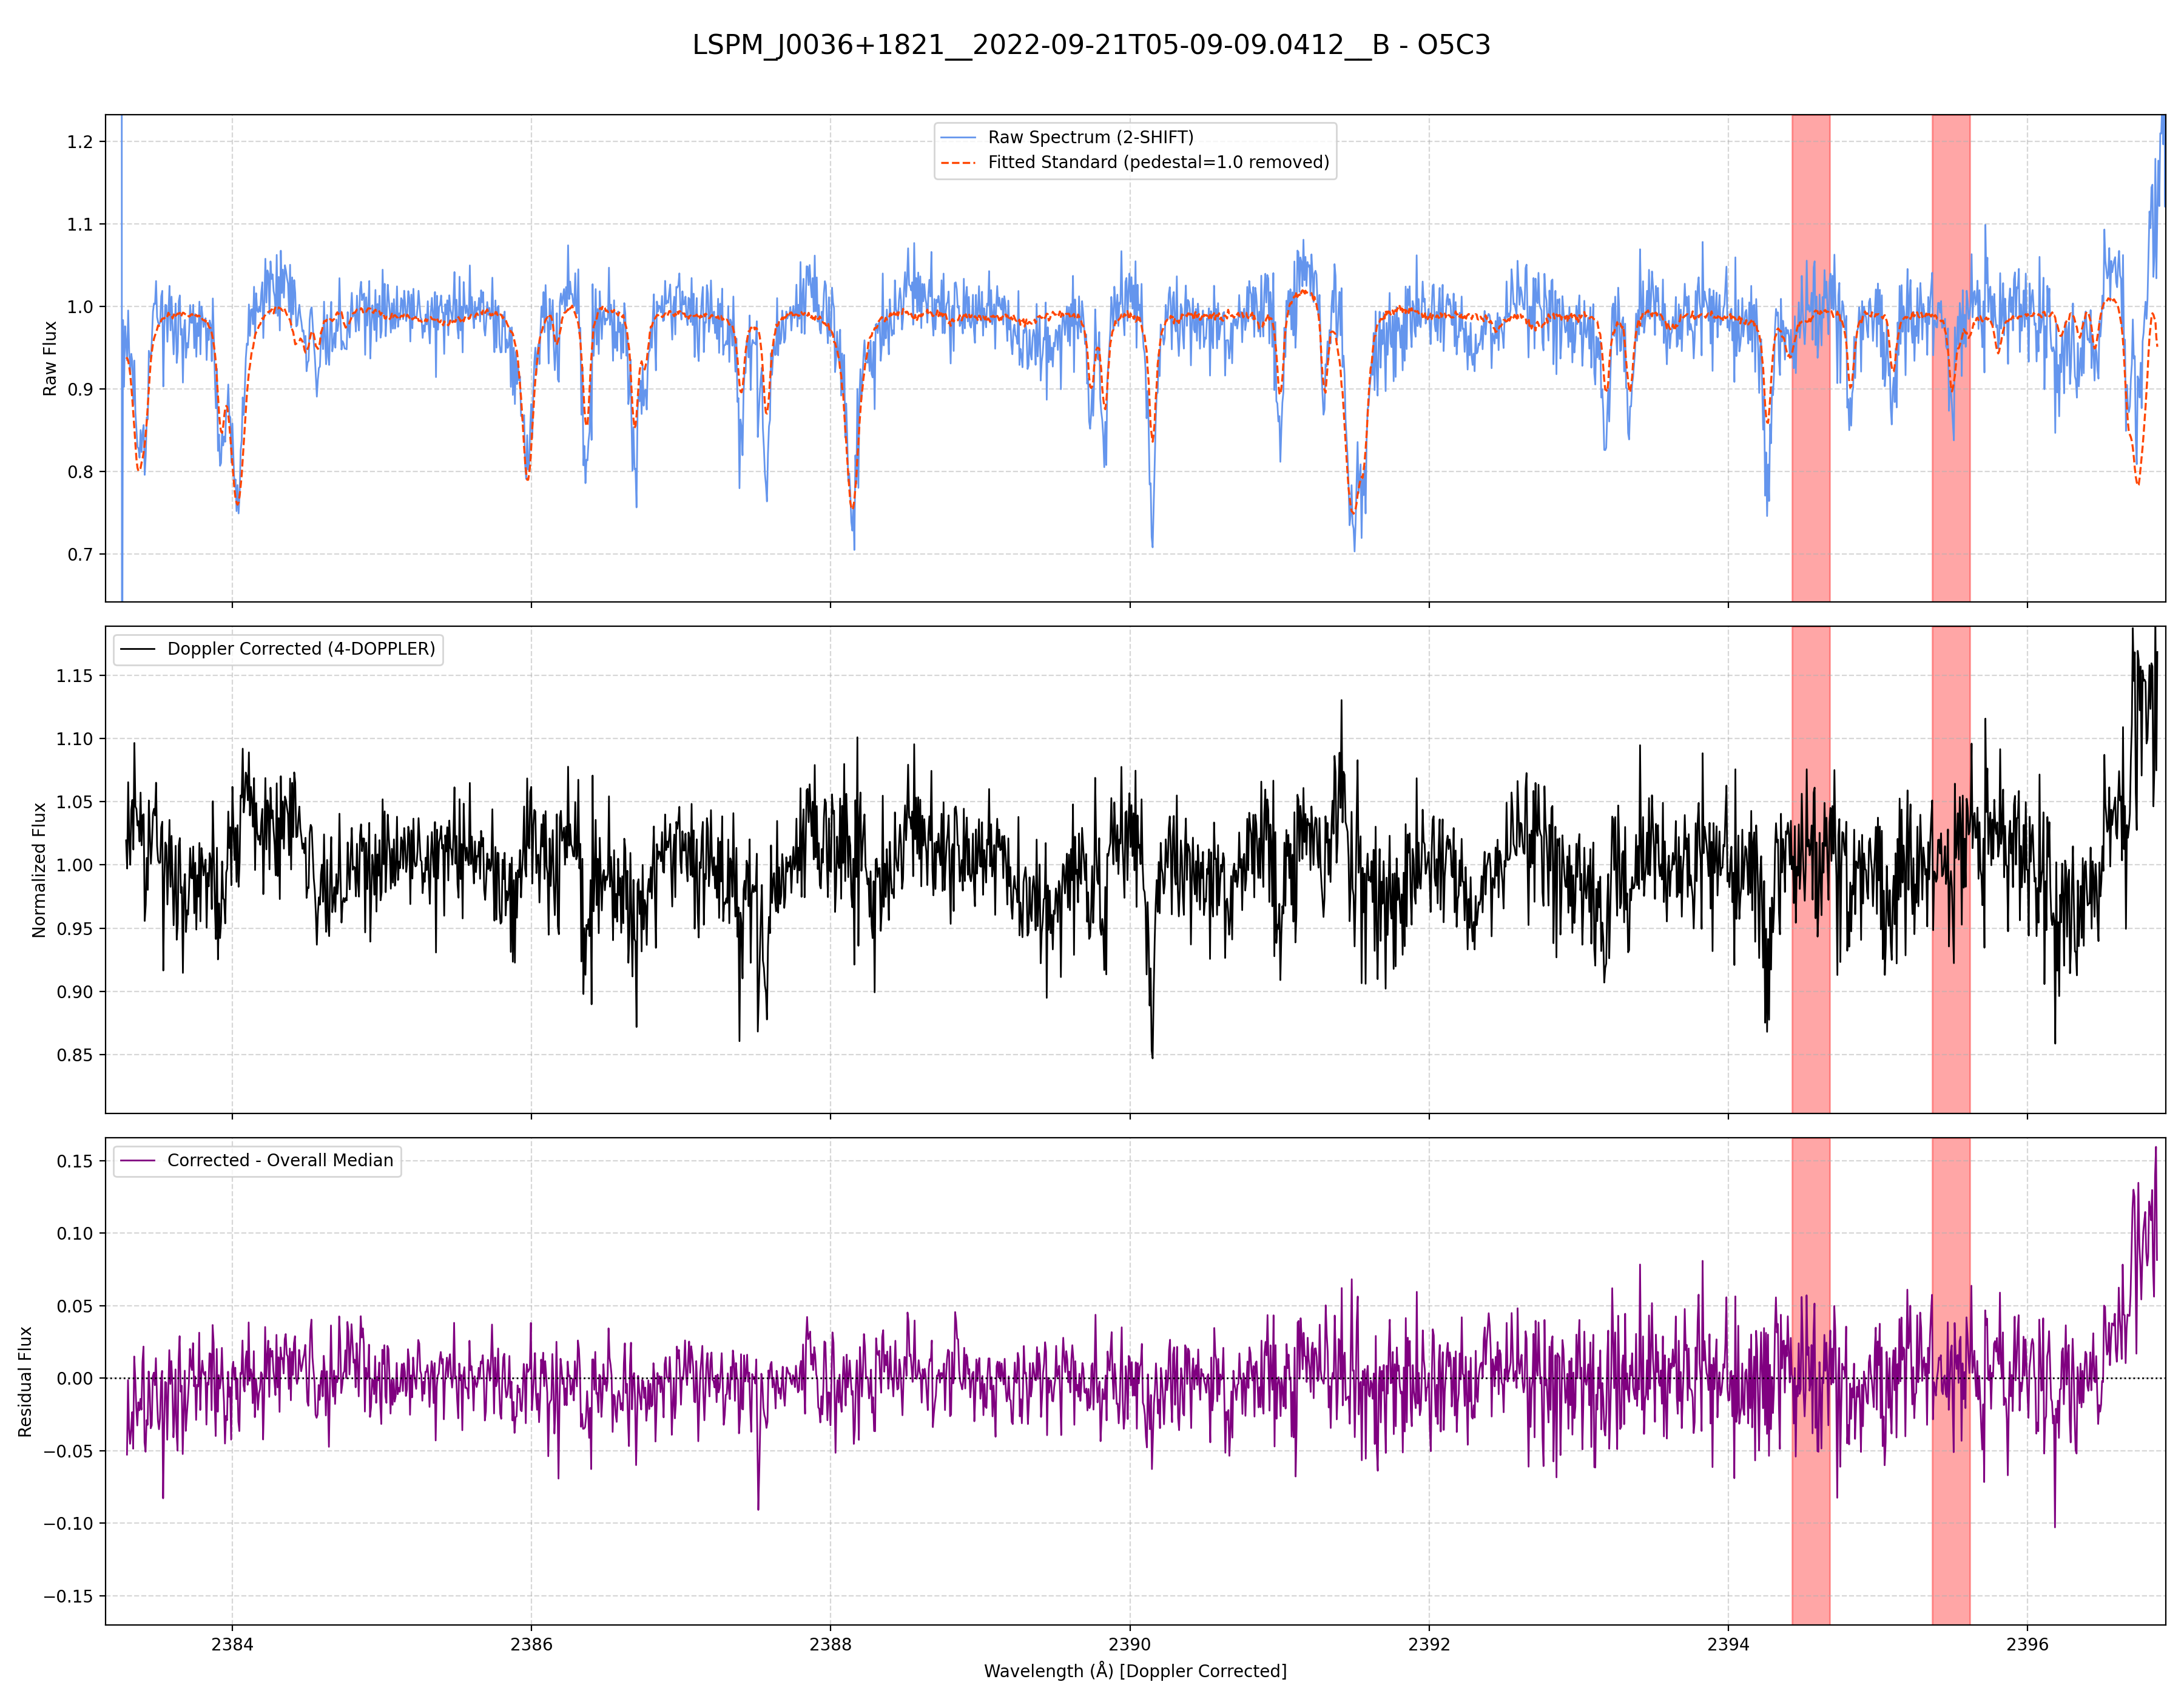 LSPM_J0036+1821__2022-09-21T05-09-09.0412__B - O5C3
Raw Spectrum (2-SHIFT)
Fitted Standard (pedestal=1.0 removed)
Raw Flux
1.2
1.1
1.0
0.9
0.8
0.7
Doppler Corrected (4-DOPPLER)
Normalized Flux
1.15
1.10
1.05
1.00
0.95
0.90
0.85
Corrected - Overall Median
Residual Flux
0.15
0.10
0.05
0.00
−0.05
−0.10
−0.15
2384 2386 2388 2390 2392 2394 2396
Wavelength (Å) [Doppler Corrected]